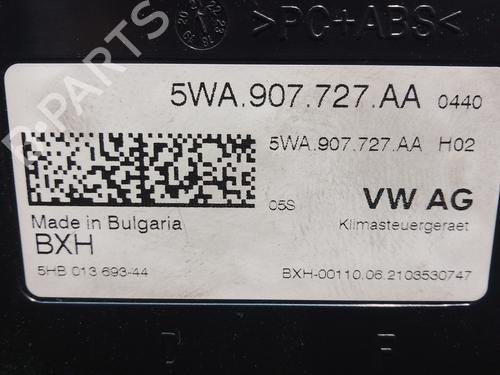 >PC+ABS<
5WA.907.727.AA 0440
5WA.907.727.AA H02
05S VW AG
Made in Bulgaria
Klimasteuergeraet
BXH
5HB 013 693-44
BXH-00110.06.2103530747
B-PARTS